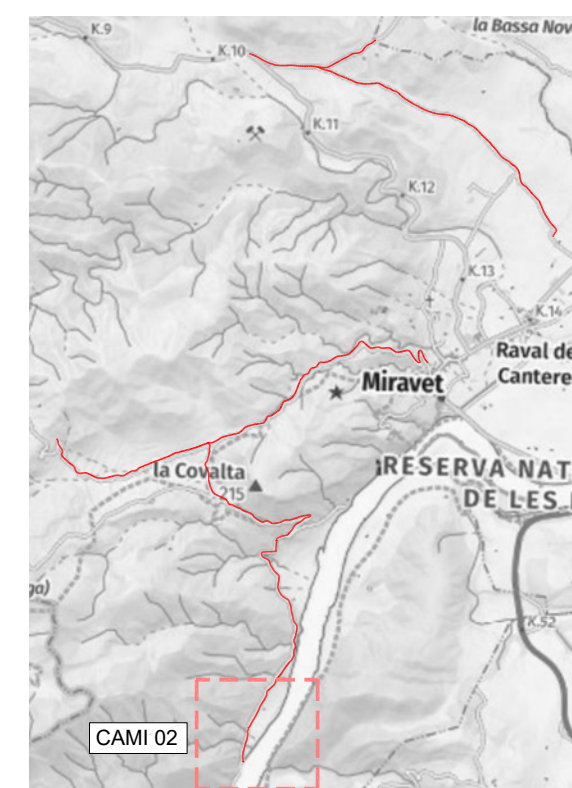 la Bassa Nov
K.9
K.10
K.11
K.12
K.13
K.14
Raval de
Cantere
Miravet
RESERVA NAT
DE LES
la Covalta
215
ga)
K.52
CAMI 02